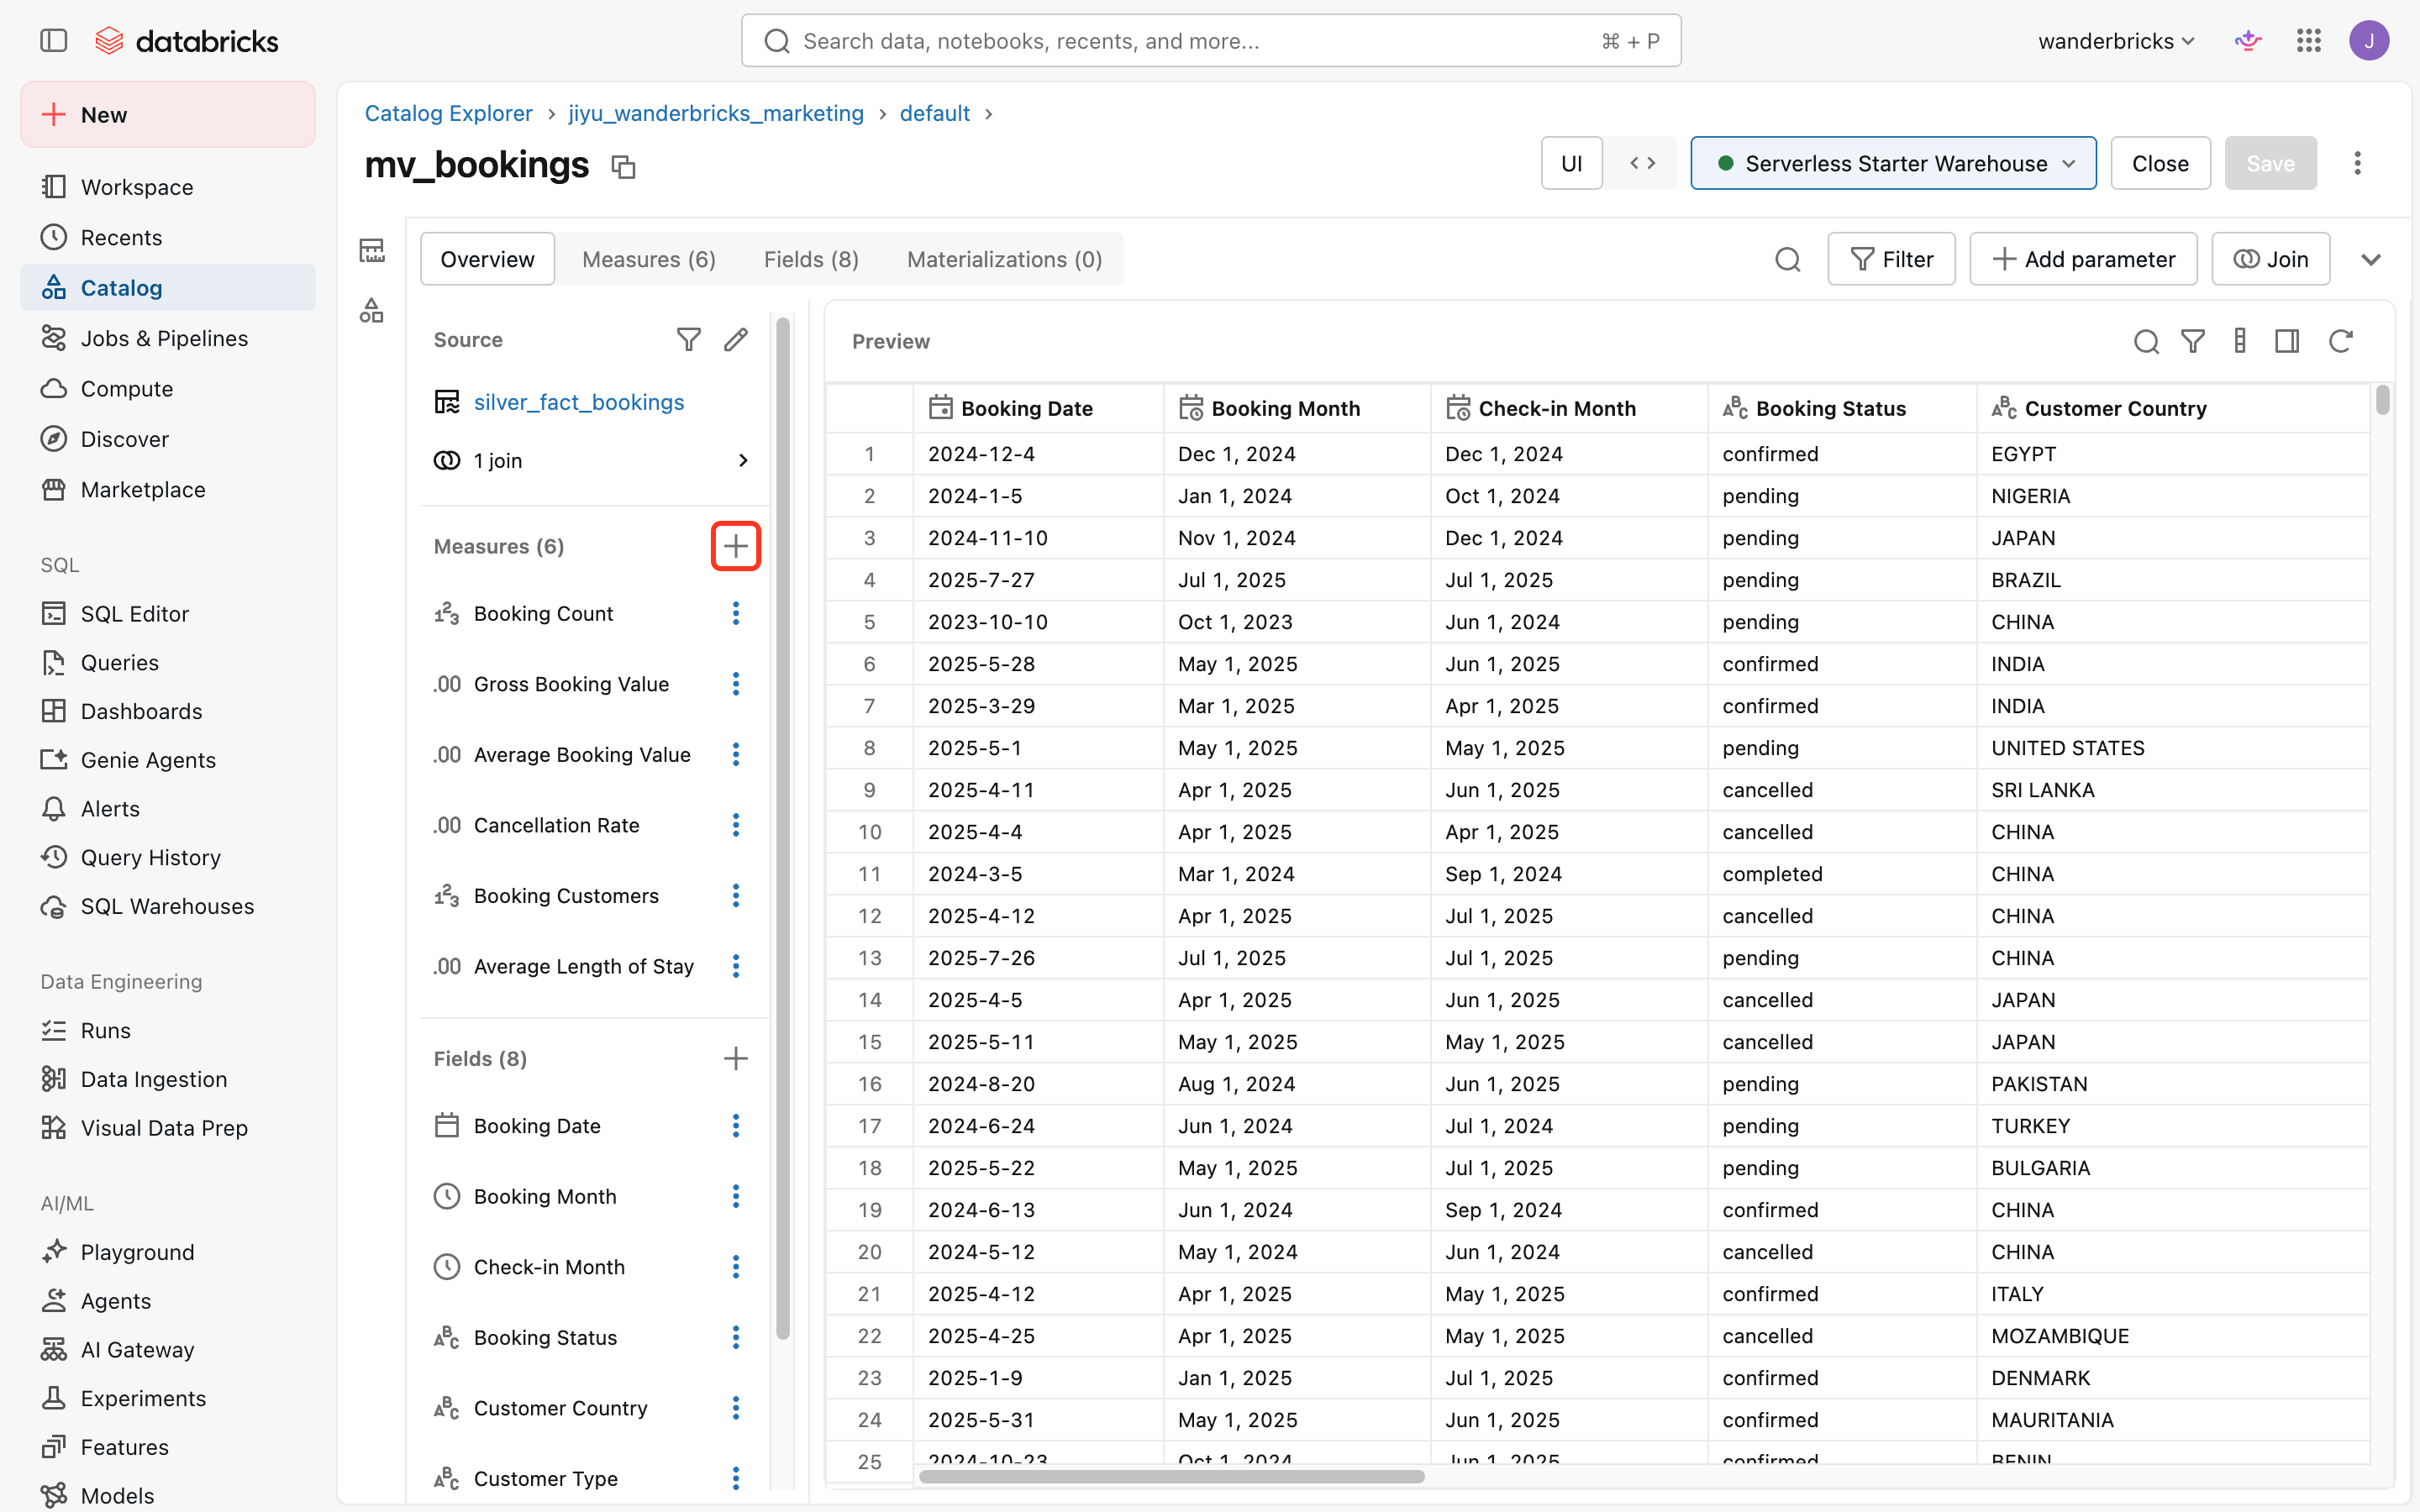 databricks
Search data, notebooks, recents, and more...
⌘ + P
wanderbricks
J
New
Workspace
Recents
Catalog
Jobs & Pipelines
Compute
Discover
Marketplace
SQL
SQL Editor
Queries
Dashboards
Genie Agents
Alerts
Query History
SQL Warehouses
Data Engineering
Runs
Data Ingestion
Visual Data Prep
AI/ML
Playground
Agents
AI Gateway
Experiments
Features
Models
Catalog Explorer > jiyu_wanderbricks_marketing > default >
mv_bookings
UI
Serverless Starter Warehouse
Close
Save
Overview
Measures (6)
Fields (8)
Materializations (0)
Filter
Add parameter
Join
Source
silver_fact_bookings
1 join
Measures (6)
Booking Count
.00 Gross Booking Value
.00 Average Booking Value
.00 Cancellation Rate
Booking Customers
.00 Average Length of Stay
Fields (8)
Booking Date
Booking Month
Check-in Month
Booking Status
Customer Country
Customer Type
Preview
Booking Date Booking Month Check-in Month Booking Status Customer Country
1 2024-12-4 Dec 1, 2024 Dec 1, 2024 confirmed EGYPT
2 2024-1-5 Jan 1, 2024 Oct 1, 2024 pending NIGERIA
3 2024-11-10 Nov 1, 2024 Dec 1, 2024 pending JAPAN
4 2025-7-27 Jul 1, 2025 Jul 1, 2025 pending BRAZIL
5 2023-10-10 Oct 1, 2023 Jun 1, 2024 pending CHINA
6 2025-5-28 May 1, 2025 Jun 1, 2025 confirmed INDIA
7 2025-3-29 Mar 1, 2025 Apr 1, 2025 confirmed INDIA
8 2025-5-1 May 1, 2025 May 1, 2025 pending UNITED STATES
9 2025-4-11 Apr 1, 2025 Jun 1, 2025 cancelled SRI LANKA
10 2025-4-4 Apr 1, 2025 Apr 1, 2025 cancelled CHINA
11 2024-3-5 Mar 1, 2024 Sep 1, 2024 completed CHINA
12 2025-4-12 Apr 1, 2025 Jul 1, 2025 cancelled CHINA
13 2025-7-26 Jul 1, 2025 Jul 1, 2025 pending CHINA
14 2025-4-5 Apr 1, 2025 Jun 1, 2025 cancelled JAPAN
15 2025-5-11 May 1, 2025 May 1, 2025 cancelled JAPAN
16 2024-8-20 Aug 1, 2024 Jun 1, 2025 pending PAKISTAN
17 2024-6-24 Jun 1, 2024 Jul 1, 2024 pending TURKEY
18 2025-5-22 May 1, 2025 Jul 1, 2025 pending BULGARIA
19 2024-6-13 Jun 1, 2024 Sep 1, 2024 confirmed CHINA
20 2024-5-12 May 1, 2024 Jun 1, 2024 cancelled CHINA
21 2025-4-12 Apr 1, 2025 May 1, 2025 confirmed ITALY
22 2025-4-25 Apr 1, 2025 May 1, 2025 cancelled MOZAMBIQUE
23 2025-1-9 Jan 1, 2025 Jul 1, 2025 confirmed DENMARK
24 2025-5-31 May 1, 2025 Jun 1, 2025 confirmed MAURITANIA
25 2024-10-23 Oct 1, 2024 Jun 1, 2025 confirmed BENIN